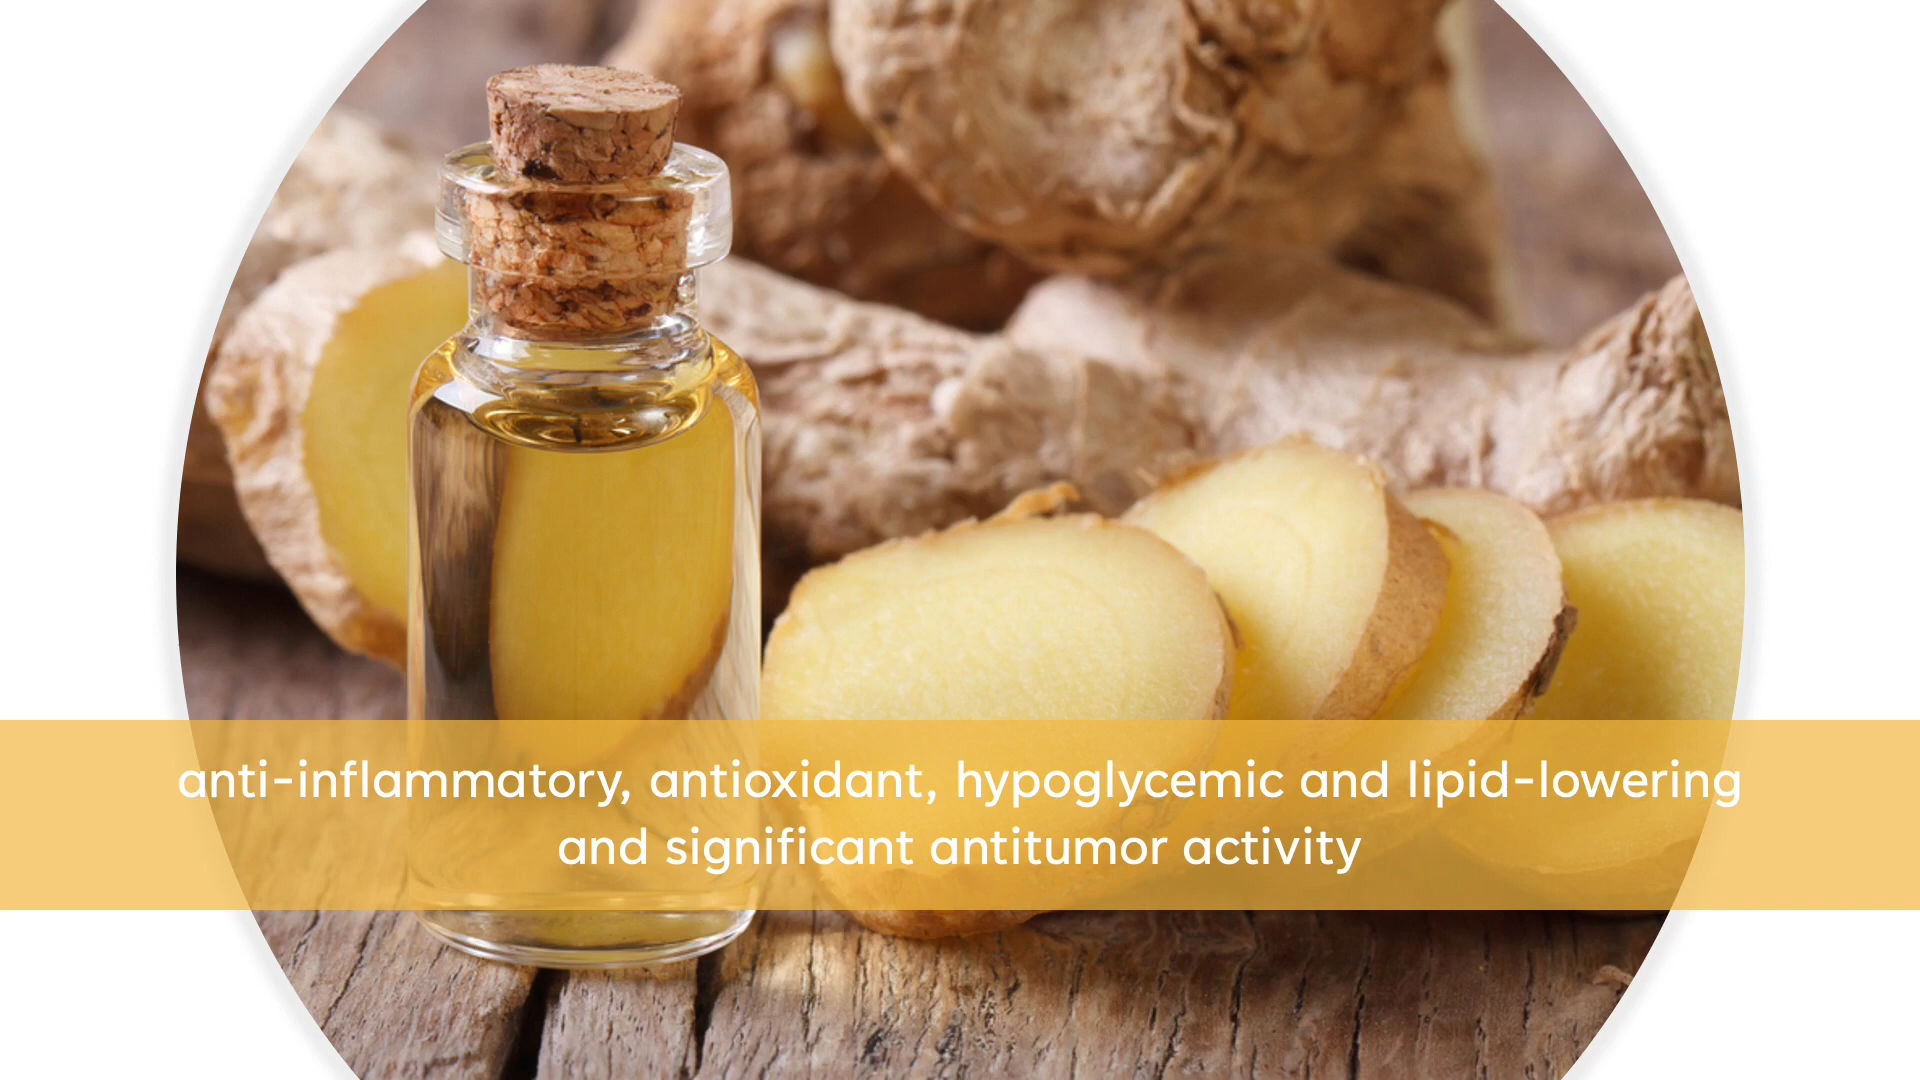 anti-inflammatory, antioxidant, hypoglycemic and lipid-lowering
and significant antitumor activity